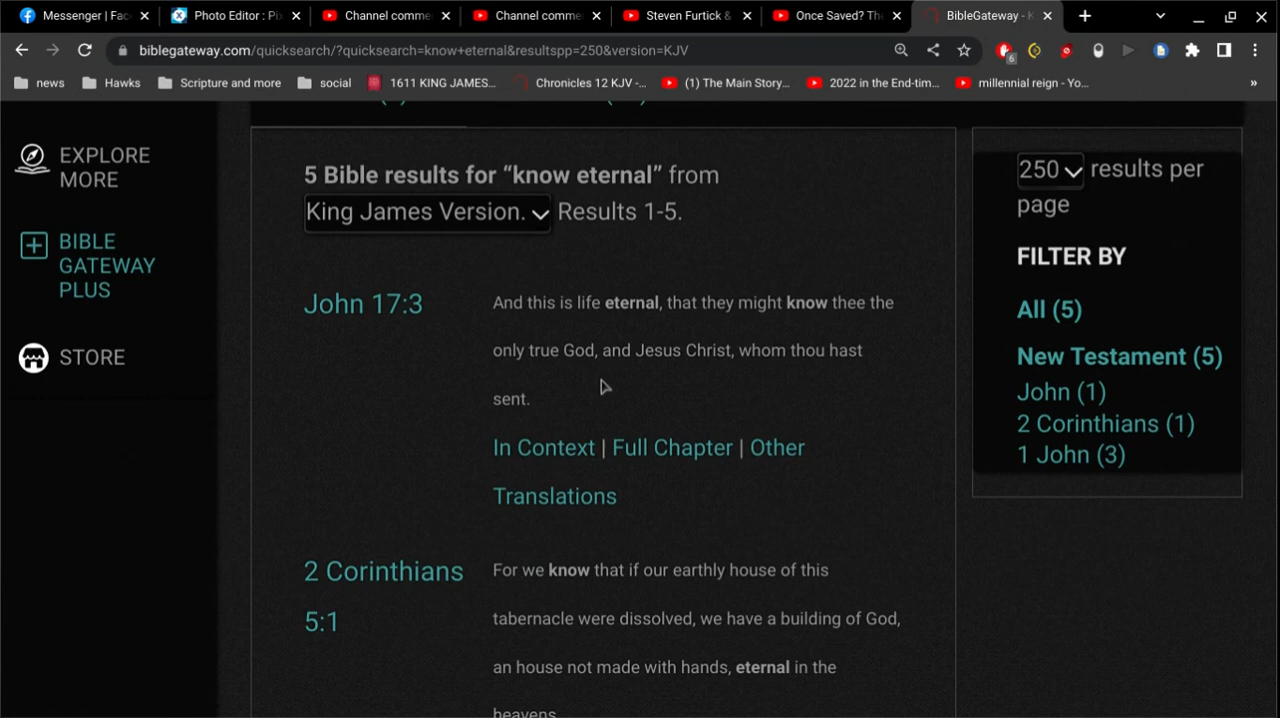 Messenger | Fac
Photo Editor : Pix
Channel comme
Channel comme
Steven Furtick &
Once Saved? The
BibleGateway - K
biblegateway.com/quicksearch/?quicksearch=know+eternal&resultspp=250&version=KJV
6
news
Hawks
Scripture and more
social
1611 KING JAMES...
Chronicles 12 KJV -...
(1) The Main Story...
2022 in the End-tim...
millennial reign - Yo...
»
EXPLORE
MORE
BIBLE
GATEWAY
PLUS
STORE
5 Bible results for “know eternal” from
King James Version. Results 1-5.
John 17:3
And this is life eternal, that they might know thee the
only true God, and Jesus Christ, whom thou hast
sent.
In Context | Full Chapter | Other
Translations
2 Corinthians
5:1
For we know that if our earthly house of this
tabernacle were dissolved, we have a building of God,
an house not made with hands, eternal in the
heavens
250 results per
page
FILTER BY
All (5)
New Testament (5)
John (1)
2 Corinthians (1)
1 John (3)